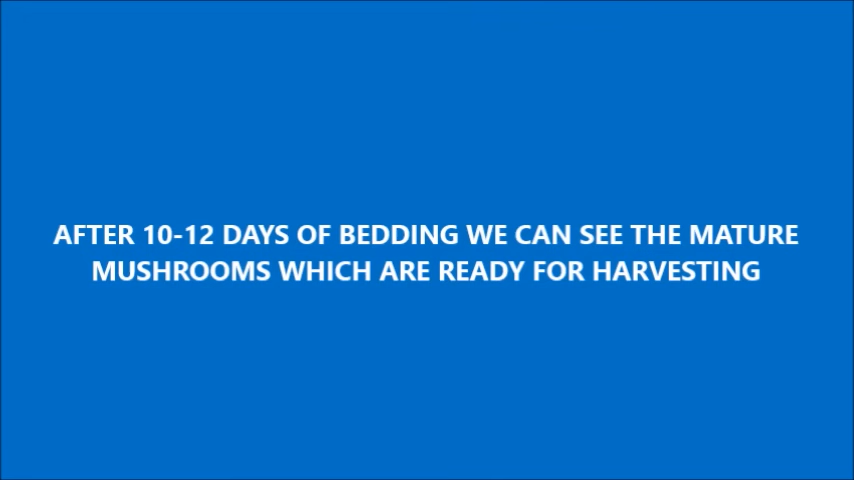 AFTER 10-12 DAYS OF BEDDING WE CAN SEE THE MATURE
MUSHROOMS WHICH ARE READY FOR HARVESTING